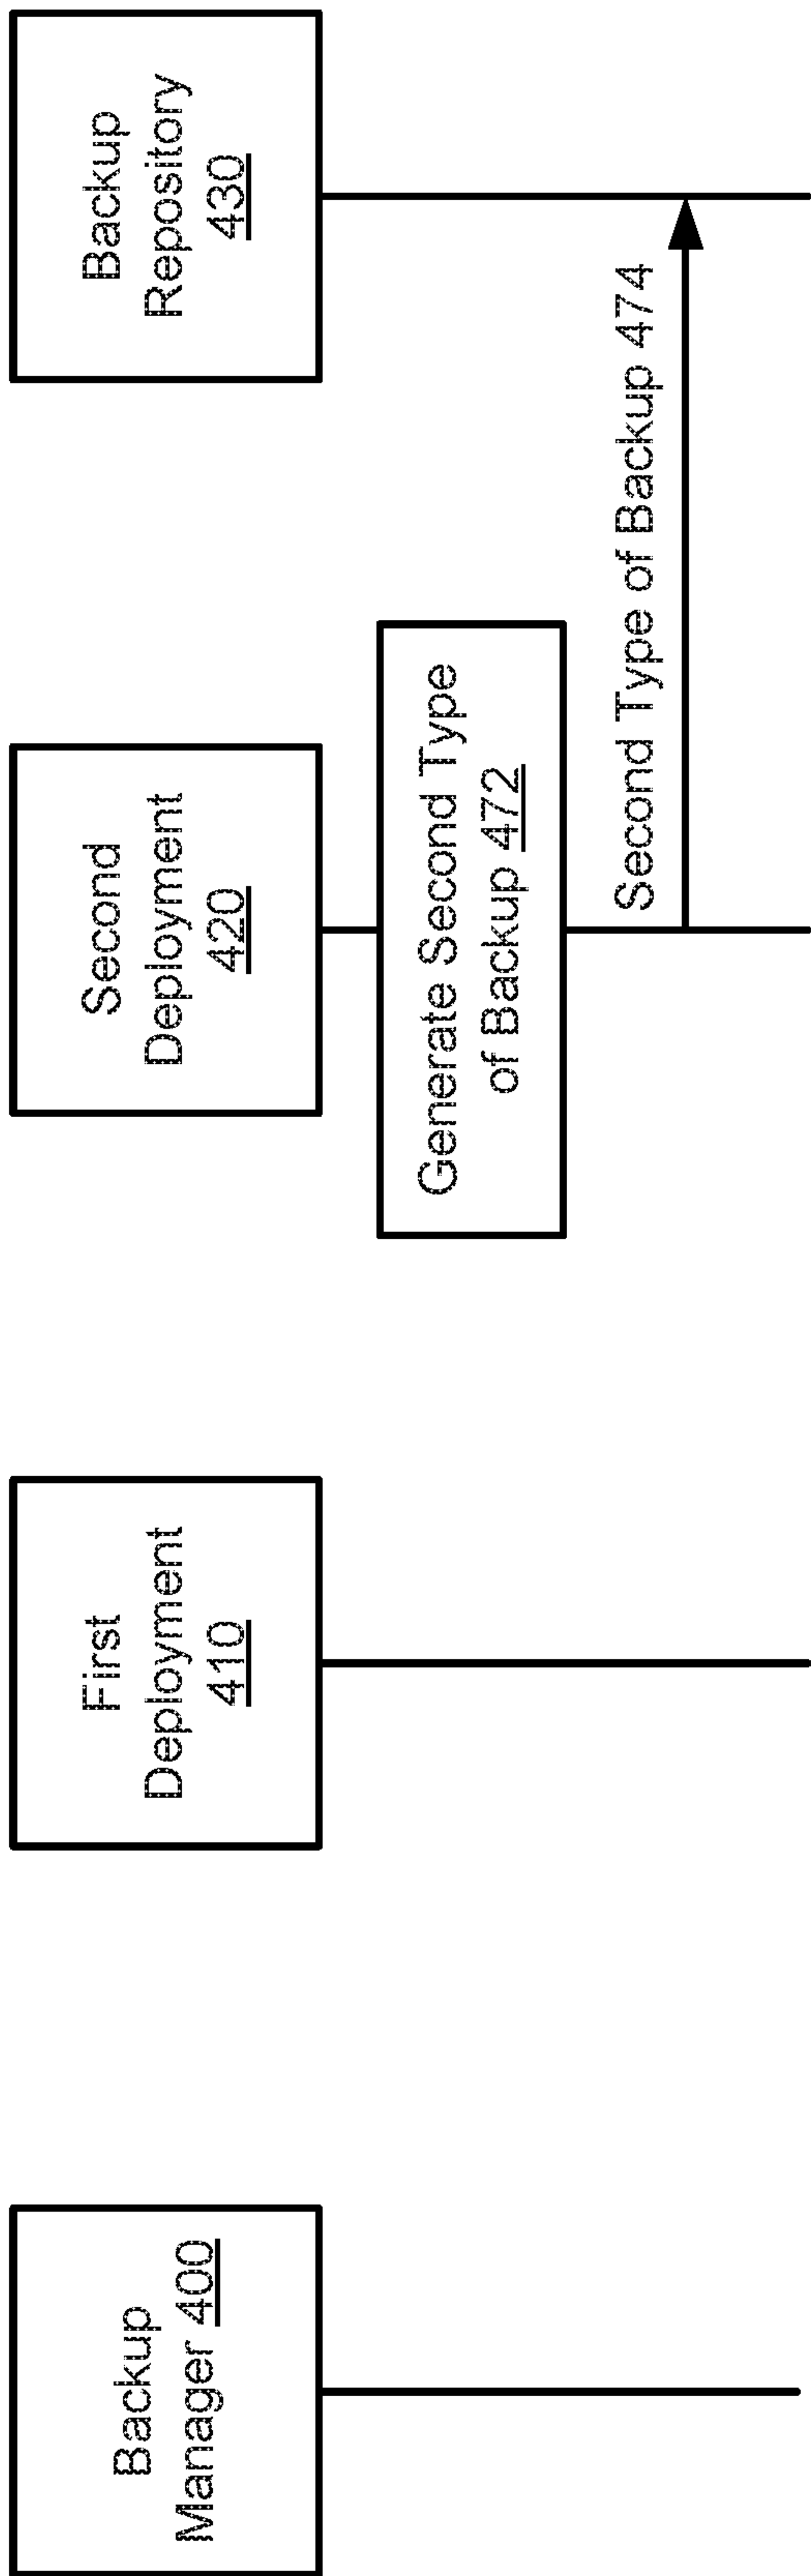 Backup
Manager 400
First
Deployment
410
Second
Deployment
420
Backup
Repository
430
Generate Second Type
of Backup 472
Second Type of Backup 474